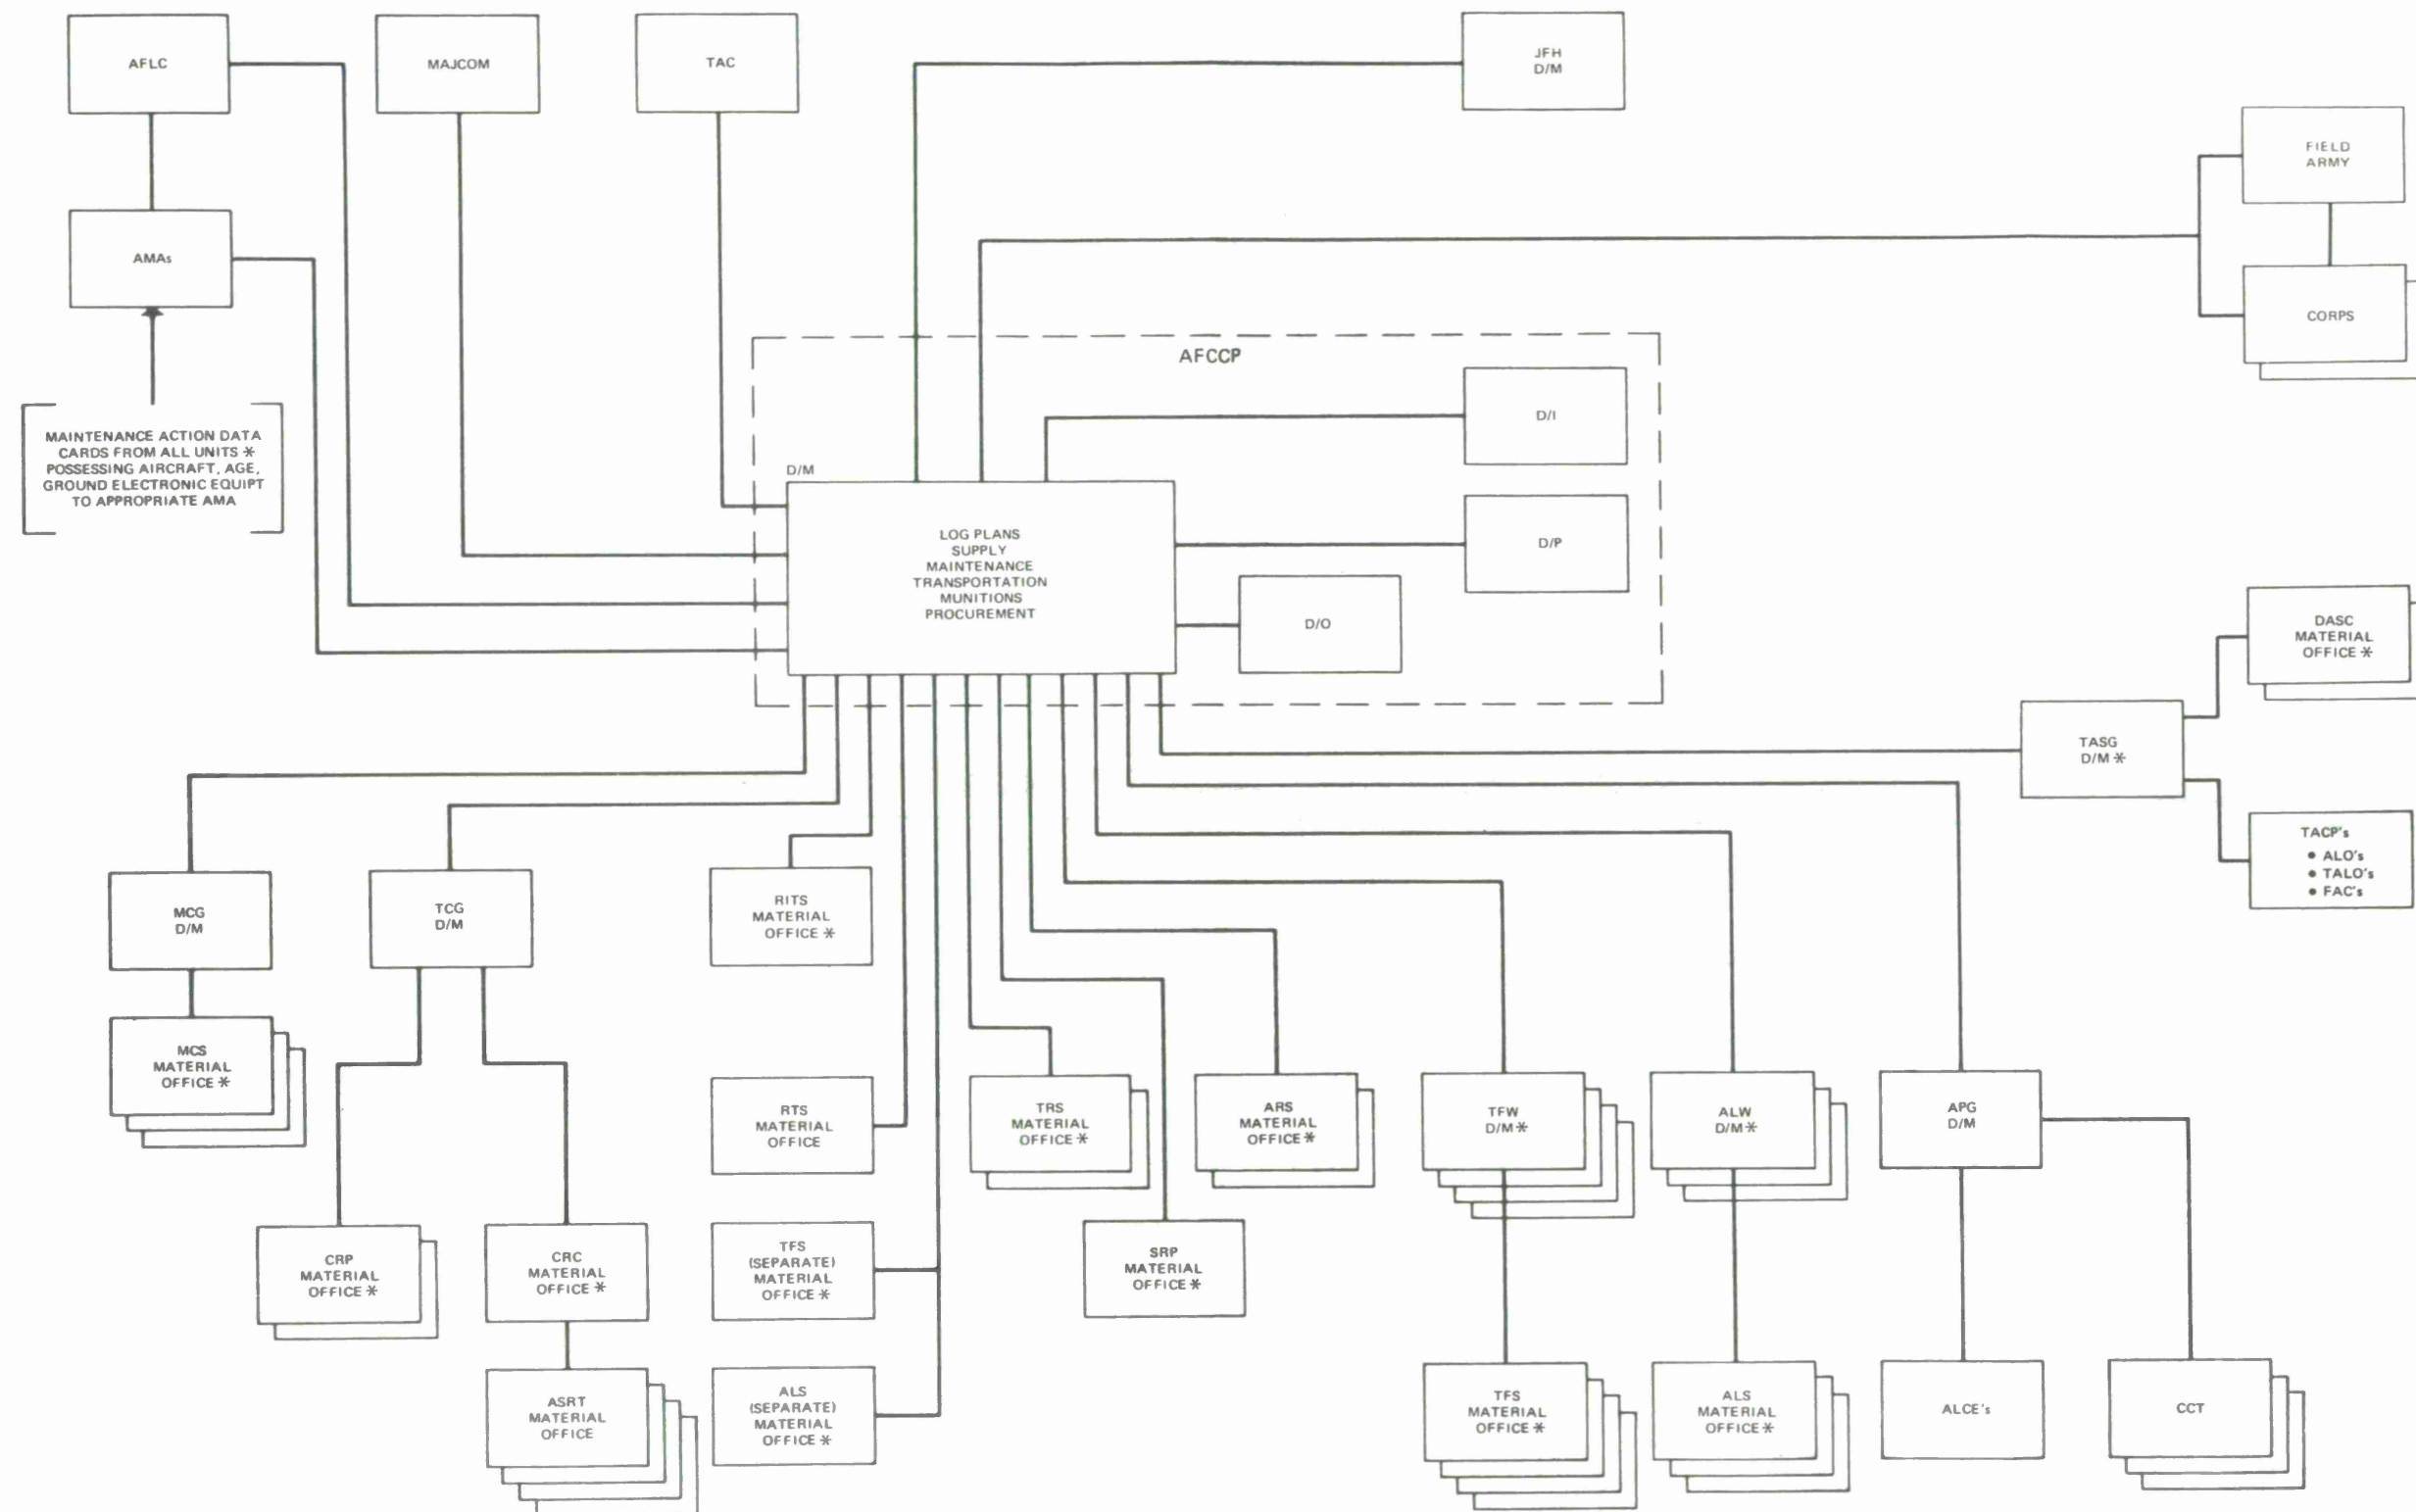 AFLC
MAJCOM
TAC
JFH
D/M
FIELD
ARMY
AMAs
CORPS
AFCCP
MAINTENANCE ACTION DATA
CARDS FROM ALL UNITS *
POSSESSING AIRCRAFT, AGE,
GROUND ELECTRONIC EQUIPT
TO APPROPRIATE AMA
D/I
D/M
LOG PLANS
SUPPLY
MAINTENANCE
TRANSPORTATION
MUNITIONS
PROCUREMENT
D/P
D/O
DASC
MATERIAL
OFFICE *
TASG
D/M *
TACP's
• ALO's
• TALO's
• FAC's
MCG
D/M
TCG
D/M
RITS
MATERIAL
OFFICE *
MCS
MATERIAL
OFFICE *
RTS
MATERIAL
OFFICE
TRS
MATERIAL
OFFICE *
ARS
MATERIAL
OFFICE *
TFW
D/M *
ALW
D/M *
APG
D/M
CRP
MATERIAL
OFFICE *
CRC
MATERIAL
OFFICE *
TFS
(SEPARATE)
MATERIAL
OFFICE *
SRP
MATERIAL
OFFICE *
ASRT
MATERIAL
OFFICE
ALS
(SEPARATE)
MATERIAL
OFFICE *
TFS
MATERIAL
OFFICE *
ALS
MATERIAL
OFFICE *
ALCE's
CCT